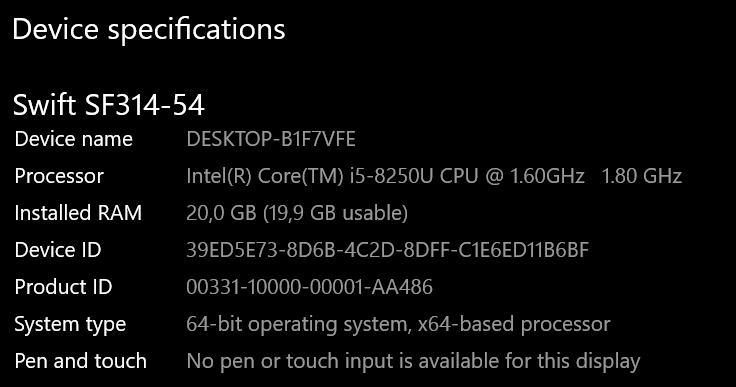 Device specifications
Swift SF314-54
Device name DESKTOP-B1F7VFE
Processor Intel(R) Core(TM) i5-8250U CPU @ 1.60GHz 1.80 GHz
Installed RAM 20,0 GB (19,9 GB usable)
Device ID 39ED5E73-8D6B-4C2D-8DFF-C1E6ED11B6BF
Product ID 00331-10000-00001-AA486
System type 64-bit operating system, x64-based processor
Pen and touch No pen or touch input is available for this display